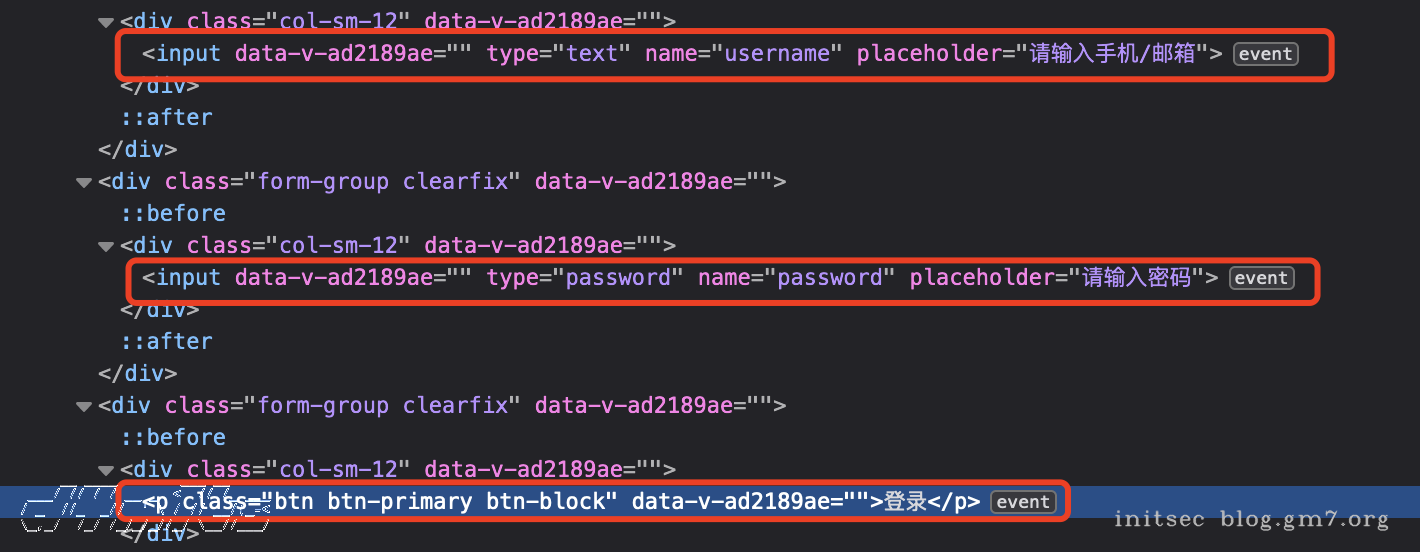 <div class="col-sm-12" data-v-ad2189ae="">
<input data-v-ad2189ae="" type="text" name="username" placeholder="请输入手机/邮箱"> event
</div>
::after
</div>
<div class="form-group clearfix" data-v-ad2189ae="">
::before
<div class="col-sm-12" data-v-ad2189ae="">
<input data-v-ad2189ae="" type="password" name="password" placeholder="请输入密码"> event
</div>
::after
</div>
<div class="form-group clearfix" data-v-ad2189ae="">
::before
<div class="col-sm-12" data-v-ad2189ae="">
<p class="btn btn-primary btn-block" data-v-ad2189ae="">登录</p> event
initsec blog.gm7.org
</div>